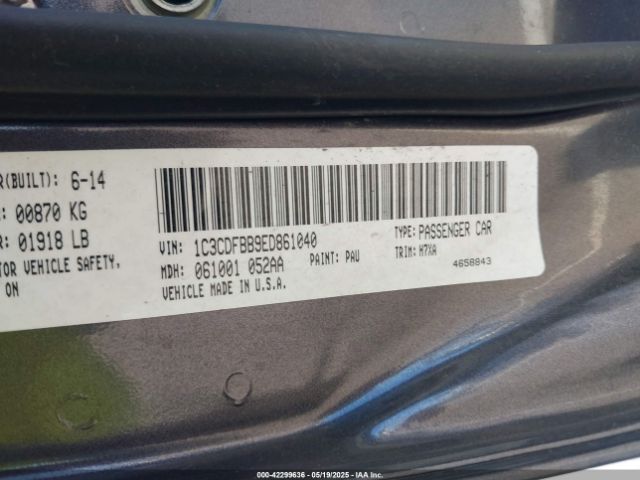 R(BUILT): 6-14
: 00870 KG
R: 01918 LB
TOR VEHICLE SAFETY,
ON
VIN: 1C3CDFBB9ED861040
TYPE: PASSENGER CAR
MDH: 061001 052AA
PAINT: PAU
TRIM: M7XA
VEHICLE MADE IN U.S.A.
4658843
000-42299636 - 05/19/2025 - IAA Inc.